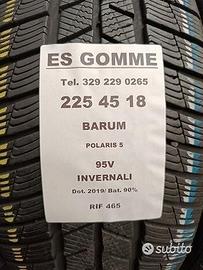 ES GOMME
Tel. 329 229 0265
225 45 18
BARUM
POLARIS 5
95V
INVERNALI
Dot. 2019/ Bat. 90%
RIF 465
subito